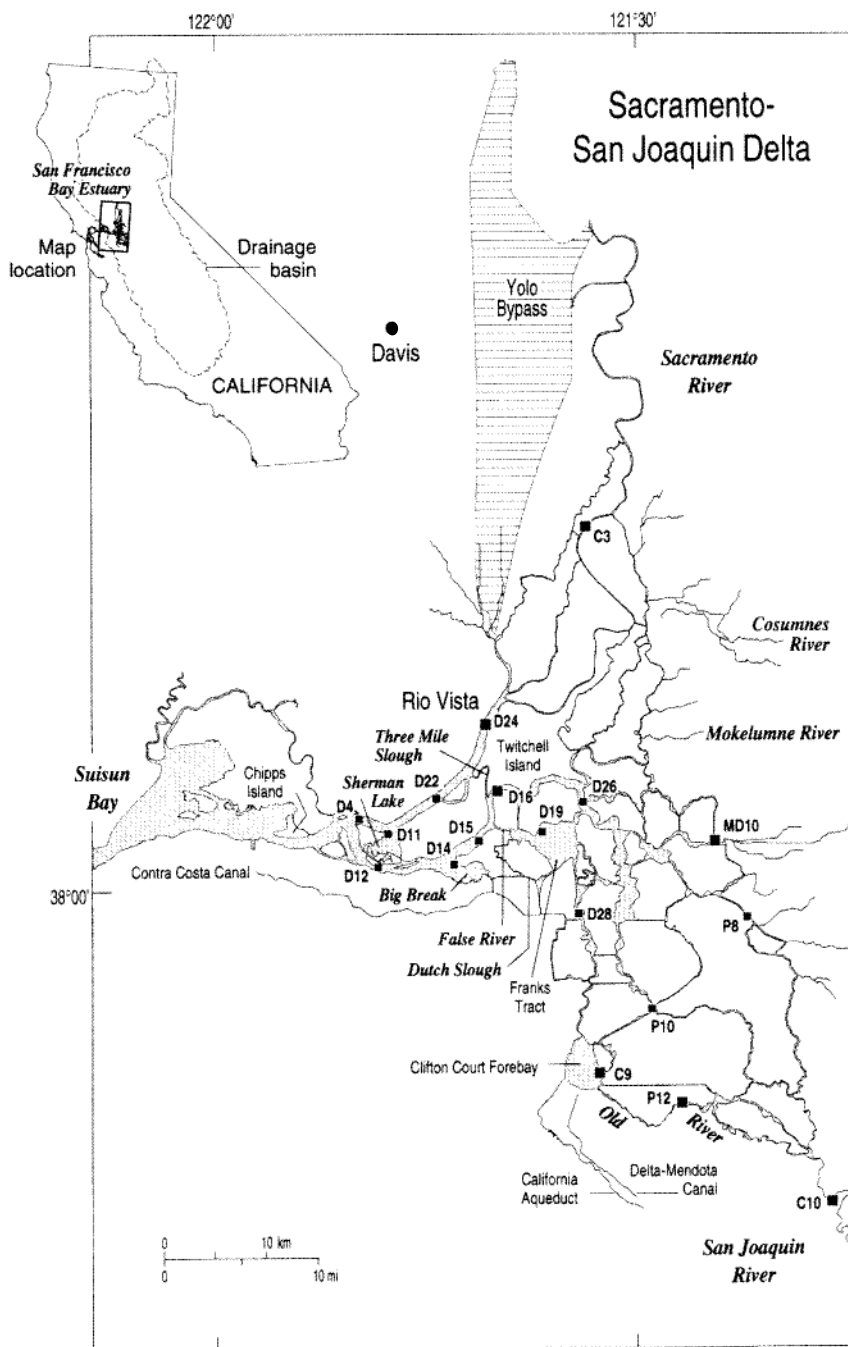 122°00'
121°30'
Sacramento-
San Joaquin Delta
San Francisco
Bay Estuary
Map
location
Drainage
basin
CALIFORNIA
Davis
Yolo
Bypass
Sacramento
River
C3
Cosumnes
River
Rio Vista
D24
Mokelumne River
Three Mile
Slough
Twitchell
Island
Suisun
Bay
Chipps
Island
Sherman
Lake
D22
D16
D26
D4
D11
D15
D19
MD10
D14
D12
Contra Costa Canal
Big Break
38°00'
D28
P8
False River
Dutch Slough
Franks
Tract
P10
Clifton Court Forebay
C9
P12
Old
River
California
Aqueduct
Delta-Mendota
Canal
C10
San Joaquin
River
0
10 km
0
10 mi